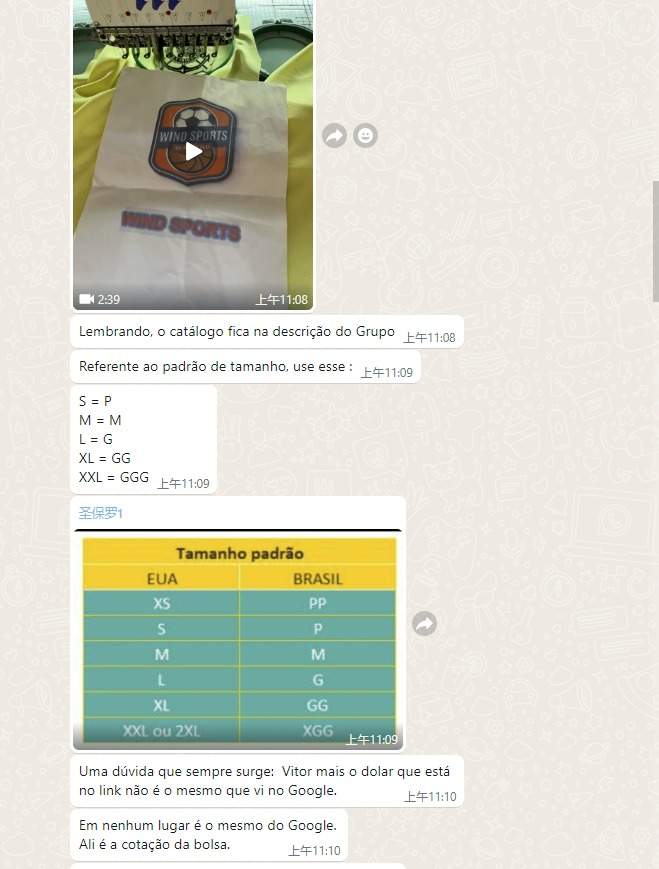 WIND SPORTS
WIND SPORTS
2:39 上午11:08
Lembrando, o catálogo fica na descrição do Grupo 上午11:08
Referente ao padrão de tamanho, use esse : 上午11:09
S = P
M = M
L = G
XL = GG
XXL = GGG 上午11:09
圣保罗1
Tamanho padrão
EUA BRASIL
XS PP
S P
M M
L G
XL GG
XXL ou 2XL XGG
上午11:09
Uma dúvida que sempre surge: Vitor mais o dolar que está
no link não é o mesmo que vi no Google. 上午11:10
Em nenhum lugar é o mesmo do Google.
Ali é a cotação da bolsa. 上午11:10